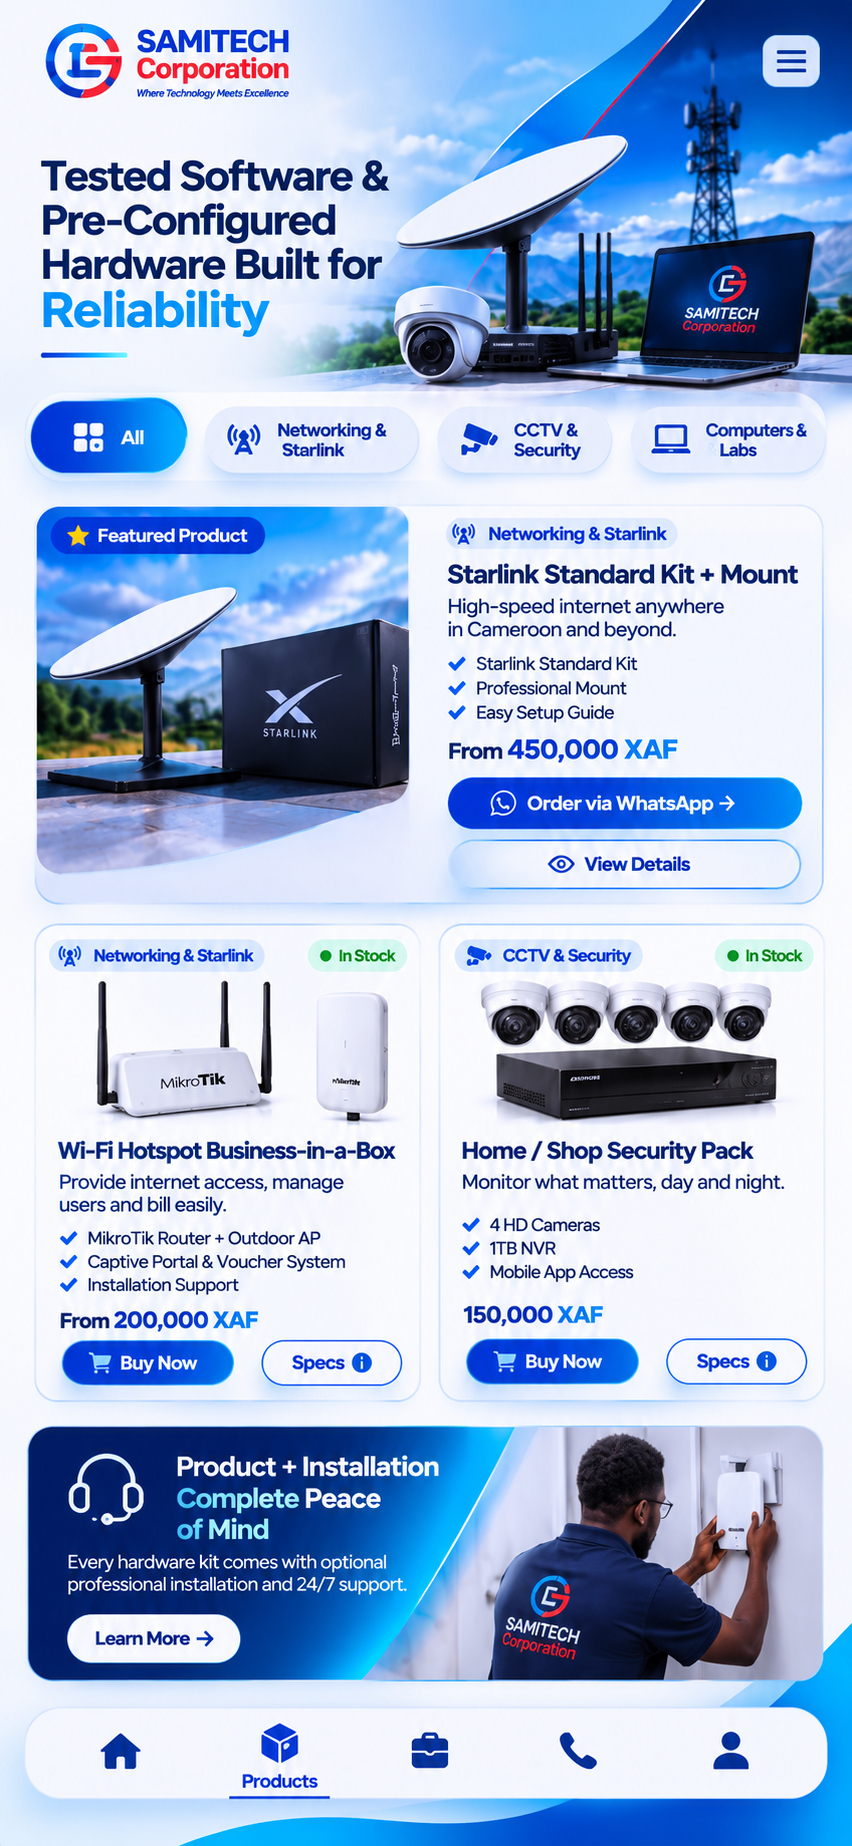 SAMITECH
Corporation
Where Technology Meets Excellence
Tested Software &
Pre-Configured
Hardware Built for
Reliability
SAMITECH
Corporation
All
Networking &
Starlink
CCTV &
Security
Computers &
Labs
Featured Product
STARLINK
Networking & Starlink
Starlink Standard Kit + Mount
High-speed internet anywhere
in Cameroon and beyond.
Starlink Standard Kit
Professional Mount
Easy Setup Guide
From 450,000 XAF
Order via WhatsApp →
View Details
Networking & Starlink
In Stock
MikroTik
Wi-Fi Hotspot Business-in-a-Box
Provide internet access, manage
users and bill easily.
MikroTik Router + Outdoor AP
Captive Portal & Voucher System
Installation Support
From 200,000 XAF
Buy Now
Specs
CCTV & Security
In Stock
Home / Shop Security Pack
Monitor what matters, day and night.
4 HD Cameras
1TB NVR
Mobile App Access
150,000 XAF
Buy Now
Specs
Product + Installation
Complete Peace
of Mind
Every hardware kit comes with optional
professional installation and 24/7 support.
Learn More →
SAMITECH
Corporation
Products